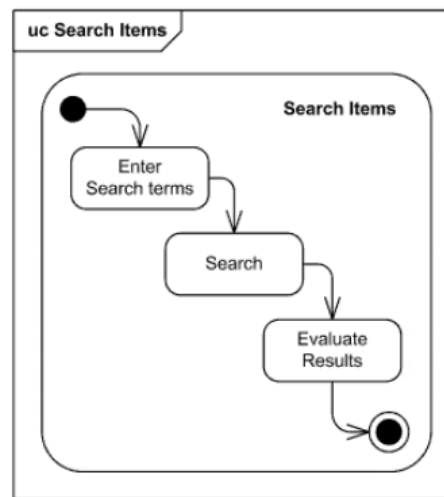 uc Search Items
Search Items
Enter
Search terms
Search
Evaluate
Results